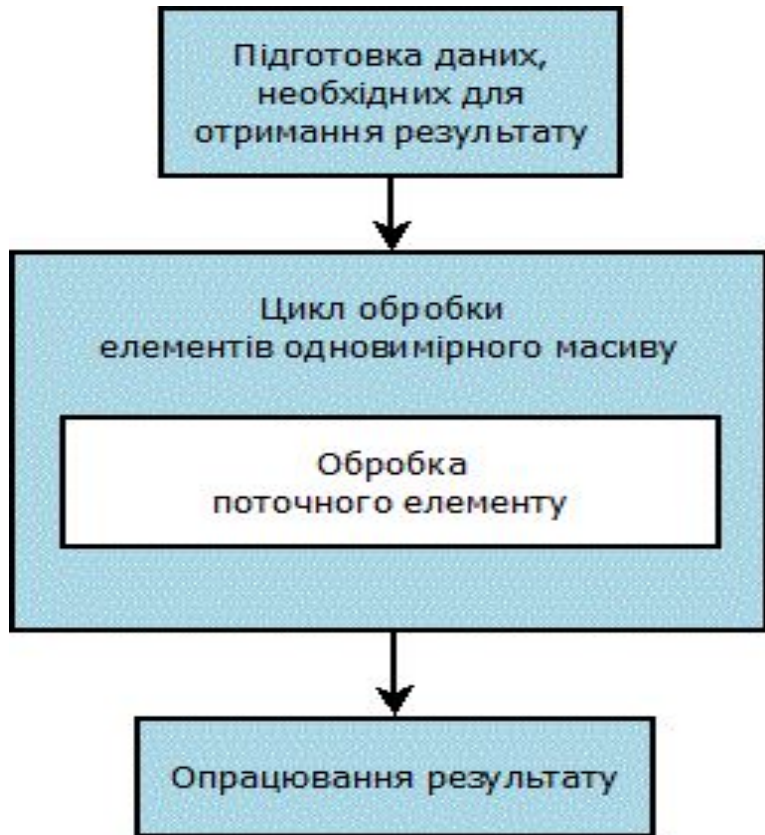 Підготовка даних,
необхідних для
отримання результату
Цикл обробки
елементів одновимірного масиву
Обробка
поточного елементу
Опрацювання результату